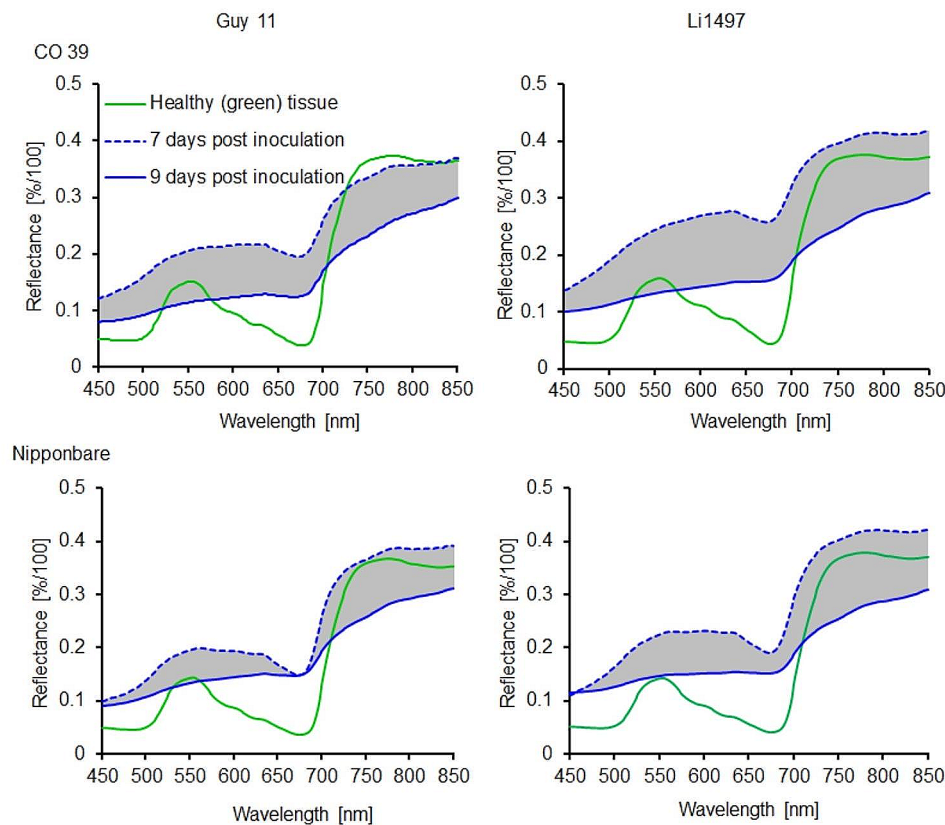 Guy 11
Li1497
CO 39
0.5
0.4
0.3
0.2
0.1
0
Reflectance [%/100]
Healthy (green) tissue
7 days post inoculation
9 days post inoculation
450 500 550 600 650 700 750 800 850
Wavelength [nm]
0.5
0.4
0.3
0.2
0.1
0
Reflectance [%/100]
450 500 550 600 650 700 750 800 850
Wavelength [nm]
Nipponbare
0.5
0.4
0.3
0.2
0.1
0
Reflectance [%/100]
450 500 550 600 650 700 750 800 850
Wavelength [nm]
0.5
0.4
0.3
0.2
0.1
0
Reflectance [%/100]
450 500 550 600 650 700 750 800 850
Wavelength [nm]